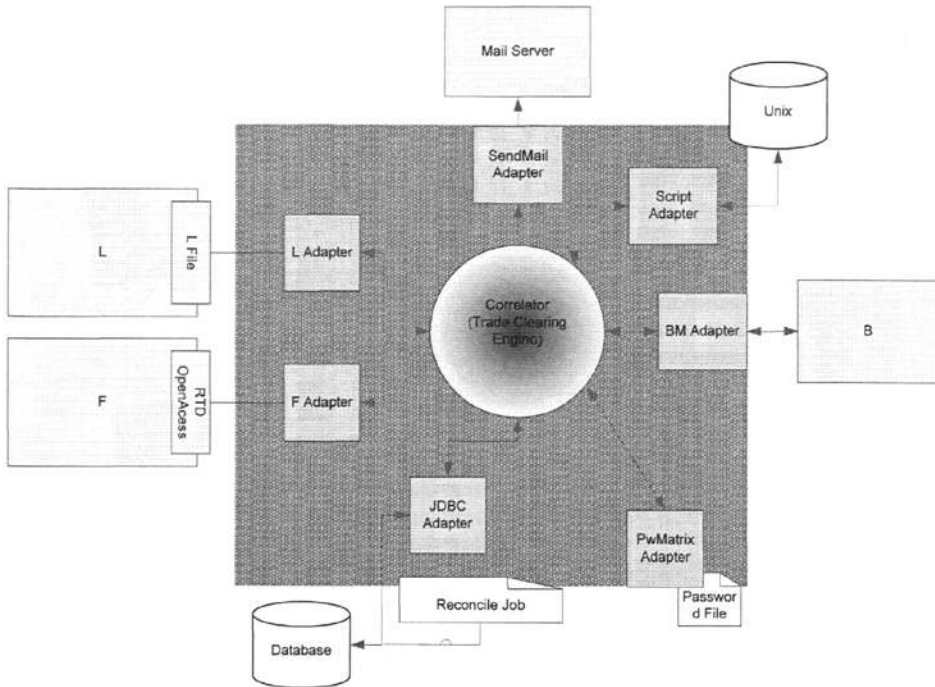 Mail Server
Unix
SendMail
Adapter
Script
Adapter
L
L File
L Adapter
Correlator
(Trade Clearing
Engine)
BM Adapter
B
F
RTD
OpenAcess
F Adapter
JDBC
Adapter
PwMatrix
Adapter
Reconcile Job
Passwor
d File
Database